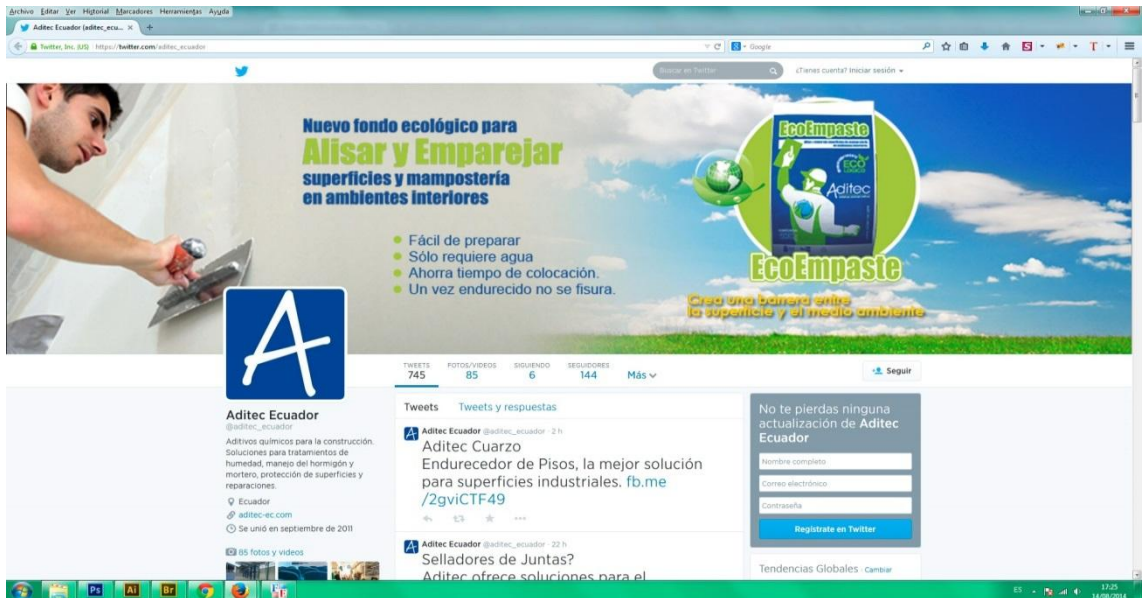 Archivo Editar Ver Historial Marcadores Herramientas Ayuda
Aditec Ecuador (aditec_ecu...
Twitter, Inc. (US) https://twitter.com/aditec_ecuador
Google
Buscar en Twitter
¿Tienes cuenta? Iniciar sesión
Nuevo fondo ecológico para
Alisar y Emparejar
superficies y mampostería
en ambientes interiores
Fácil de preparar
Sólo requiere agua
Ahorra tiempo de colocación.
Un vez endurecido no se fisura.
EcoEmpaste
ECO
Aditec
EcoEmpaste
Crea una barrera entre
la superficie y el medio ambiente
A
TWEETS 745
FOTOS/VIDEOS 85
SIGUIENDO 6
SEGUIDORES 144
Más
Seguir
Aditec Ecuador
@aditec_ecuador
Aditivos químicos para la construcción.
Soluciones para tratamientos de
humedad, manejo del hormigón y
mortero, protección de superficies y
reparaciones.
Ecuador
aditec-ec.com
Se unió en septiembre de 2011
85 fotos y videos
Tweets Tweets y respuestas
Aditec Ecuador @aditec_ecuador · 2 h
Aditec Cuarzo
Endurecedor de Pisos, la mejor solución
para superficies industriales. fb.me
/2gviCTF49
Aditec Ecuador @aditec_ecuador · 22 h
Selladores de Juntas?
Aditec ofrece soluciones para el
No te pierdas ninguna
actualización de Aditec
Ecuador
Nombre completo
Correo electrónico
Contraseña
Regístrate en Twitter
Tendencias Globales · Cambiar
Ps
Ai
Br
ES
17:25
14/08/2014